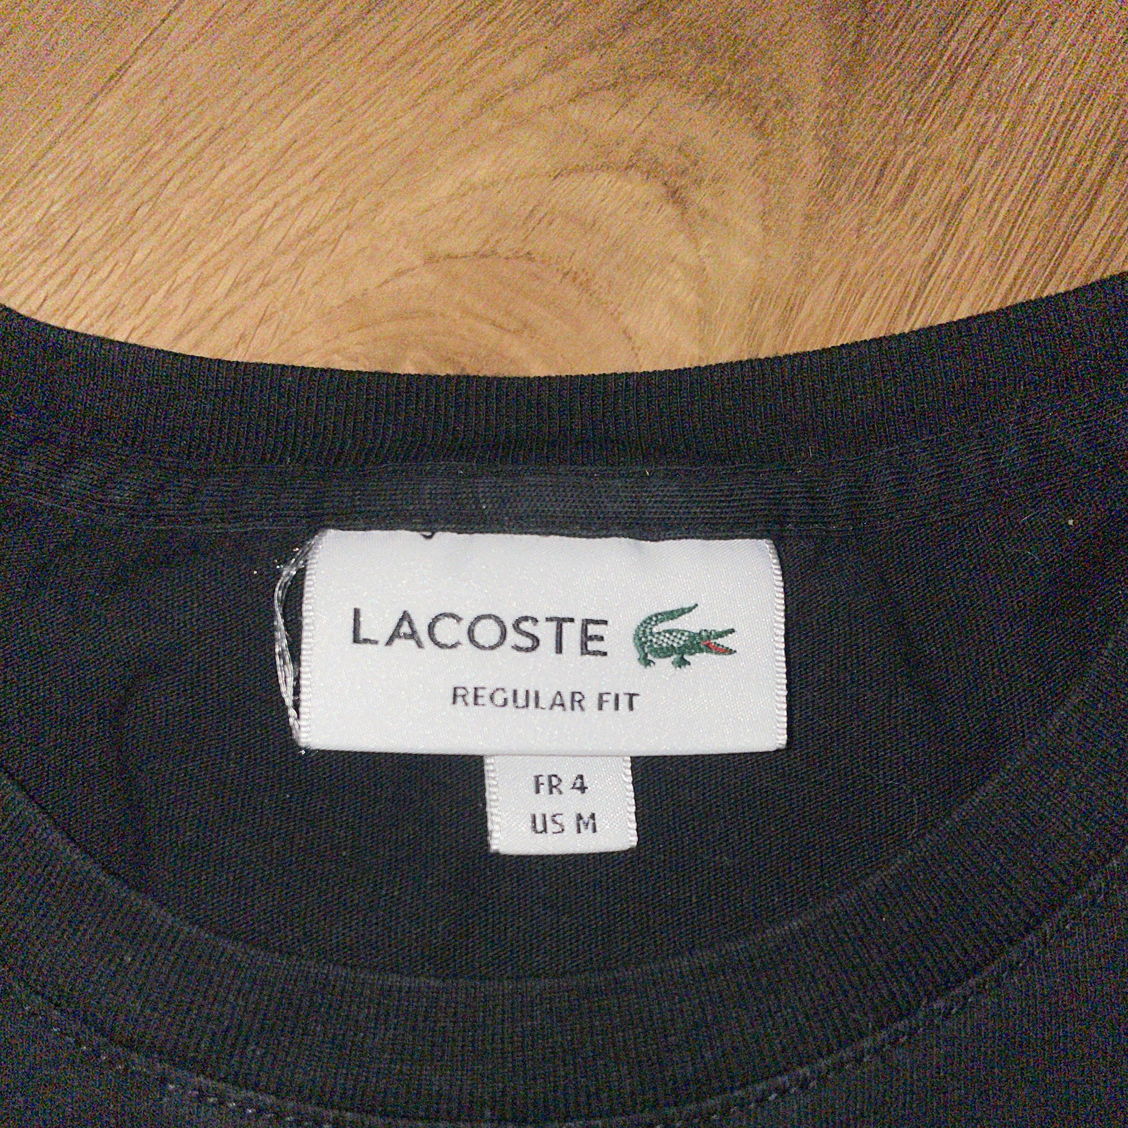 LACOSTE
REGULAR FIT
FR 4
US M